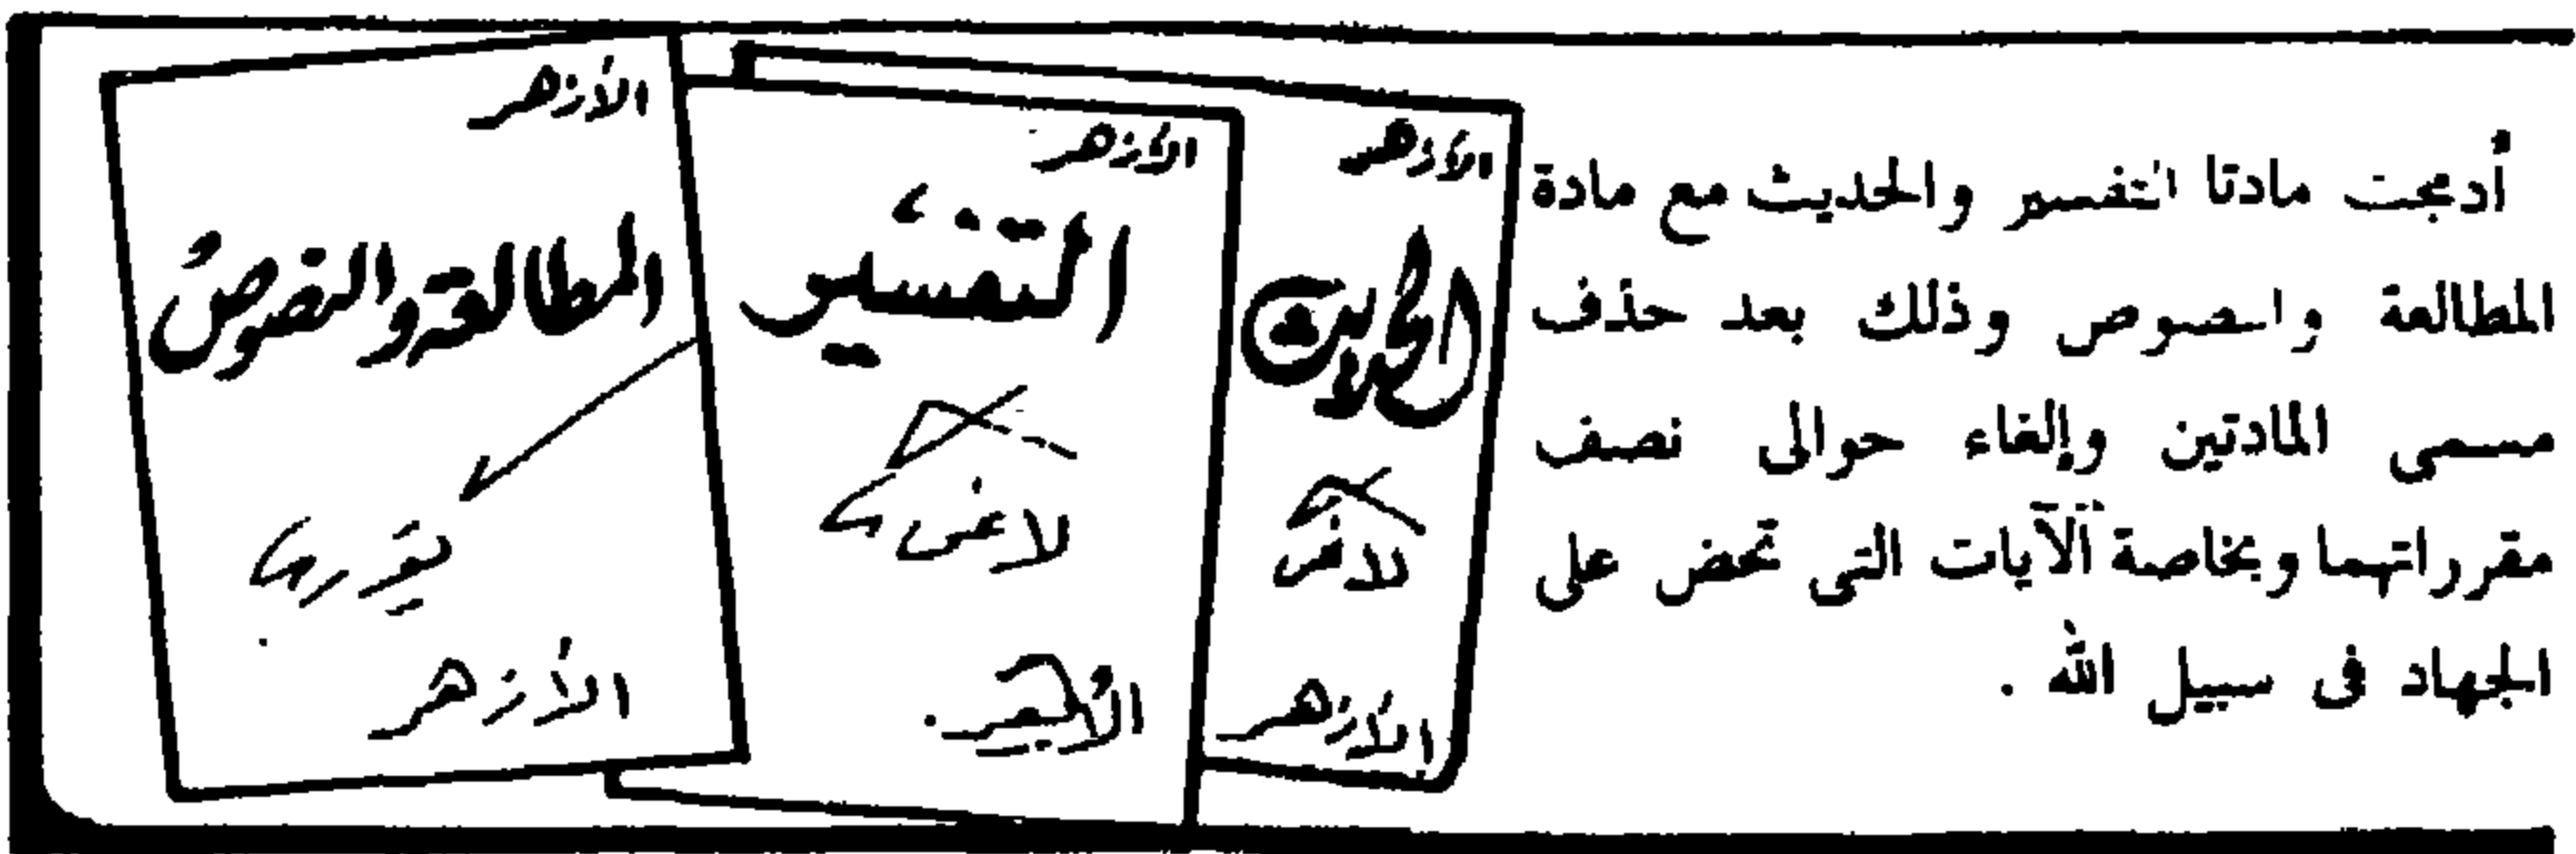 أدمجت مادتا التفسير والحديث مع مادة
المطالعة والنصوص وذلك بعد حذف
مسمى المادتين وإلغاء حوالى نصف
مقرراتهما وبخاصة الآيات التى تحض على
الجهاد فى سبيل الله .
الأزهر
الحديث
الأزهر
الأزهر
التفسير
الأزهر
المطالعة والنصوص
الأزهر